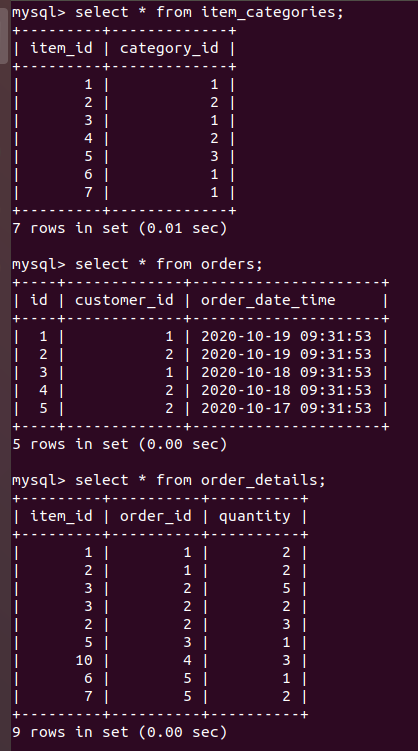 mysql> select * from item_categories;
+---------+-------------+
| item_id | category_id |
+---------+-------------+
|       1 |           1 |
|       2 |           2 |
|       3 |           1 |
|       4 |           2 |
|       5 |           3 |
|       6 |           1 |
|       7 |           1 |
+---------+-------------+
7 rows in set (0.01 sec)

mysql> select * from orders;
+----+-------------+---------------------+
| id | customer_id | order_date_time     |
+----+-------------+---------------------+
|  1 |           1 | 2020-10-19 09:31:53 |
|  2 |           2 | 2020-10-19 09:31:53 |
|  3 |           1 | 2020-10-18 09:31:53 |
|  4 |           2 | 2020-10-18 09:31:53 |
|  5 |           2 | 2020-10-17 09:31:53 |
+----+-------------+---------------------+
5 rows in set (0.00 sec)

mysql> select * from order_details;
+---------+----------+----------+
| item_id | order_id | quantity |
+---------+----------+----------+
|       1 |        1 |        2 |
|       2 |        1 |        2 |
|       3 |        2 |        5 |
|       3 |        2 |        2 |
|       2 |        2 |        3 |
|       5 |        3 |        1 |
|      10 |        4 |        3 |
|       6 |        5 |        1 |
|       7 |        5 |        2 |
+---------+----------+----------+
9 rows in set (0.00 sec)